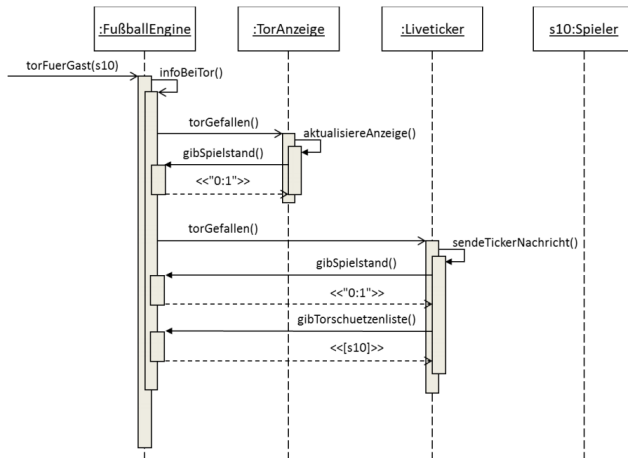 :FußballEngine
:TorAnzeige
:Liveticker
s10:Spieler
torFuerGast(s10)
infoBeiTor()
torGefallen()
aktualisiereAnzeige()
gibSpielstand()
<<"0:1">>
torGefallen()
sendeTickerNachricht()
gibSpielstand()
<<"0:1">>
gibTorschuetzenliste()
<<[s10]>>